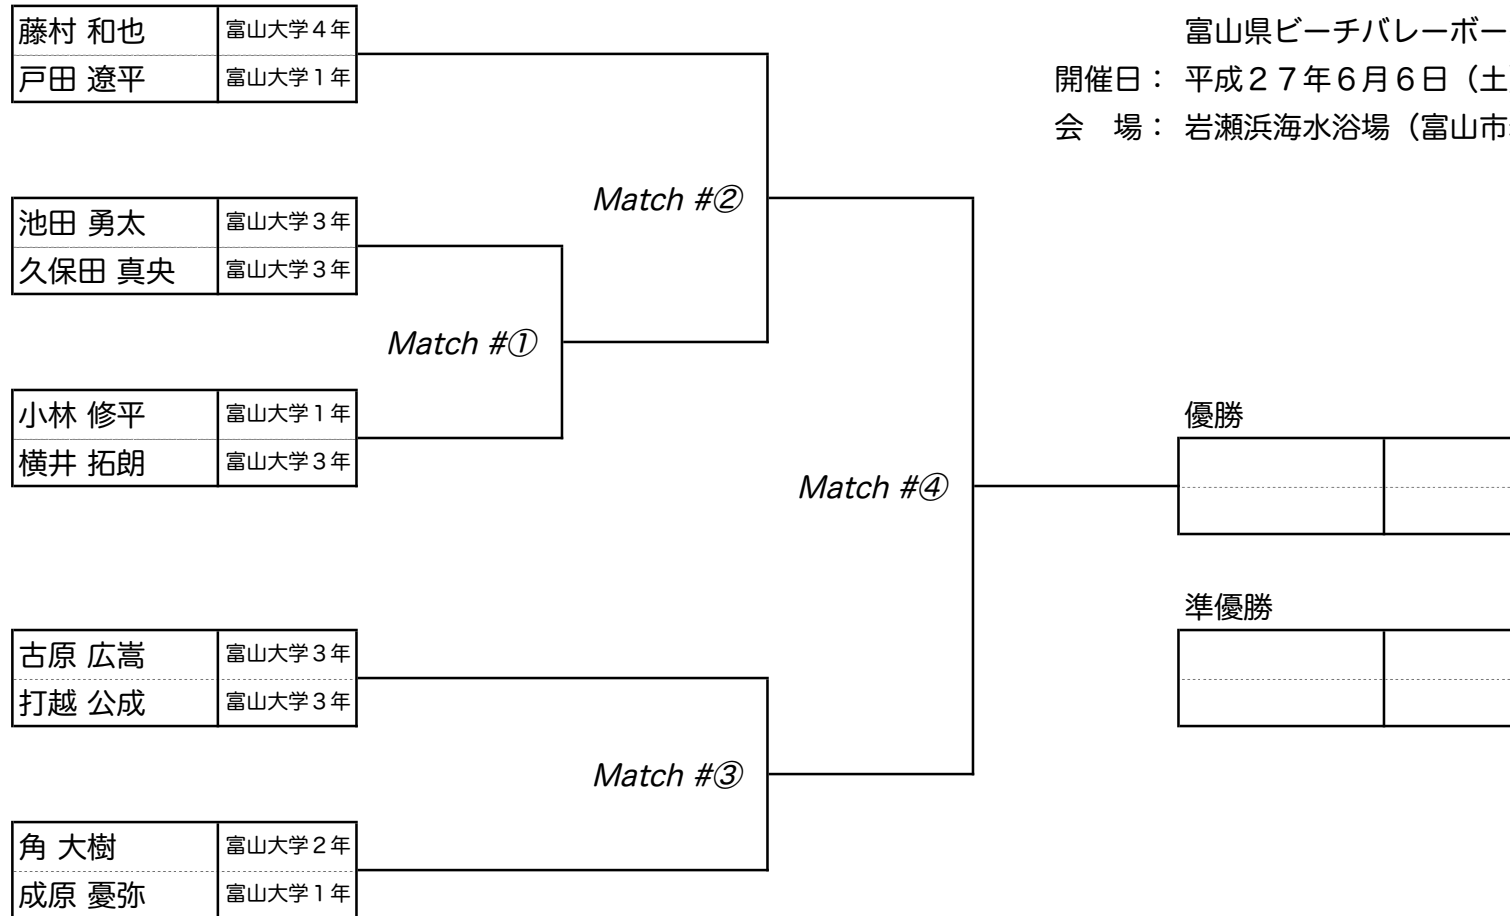 富山県ビーチバレーボー
開催日： 平成２７年６月６日（土
会　場： 岩瀬浜海水浴場（富山市
藤村 和也 富山大学４年
戸田 遼平 富山大学１年
Match #②
池田 勇太 富山大学３年
久保田 真央 富山大学３年
Match #①
小林 修平 富山大学１年
横井 拓朗 富山大学３年
優勝
Match #④
準優勝
古原 広嵩 富山大学３年
打越 公成 富山大学３年
Match #③
角 大樹 富山大学２年
成原 憂弥 富山大学１年